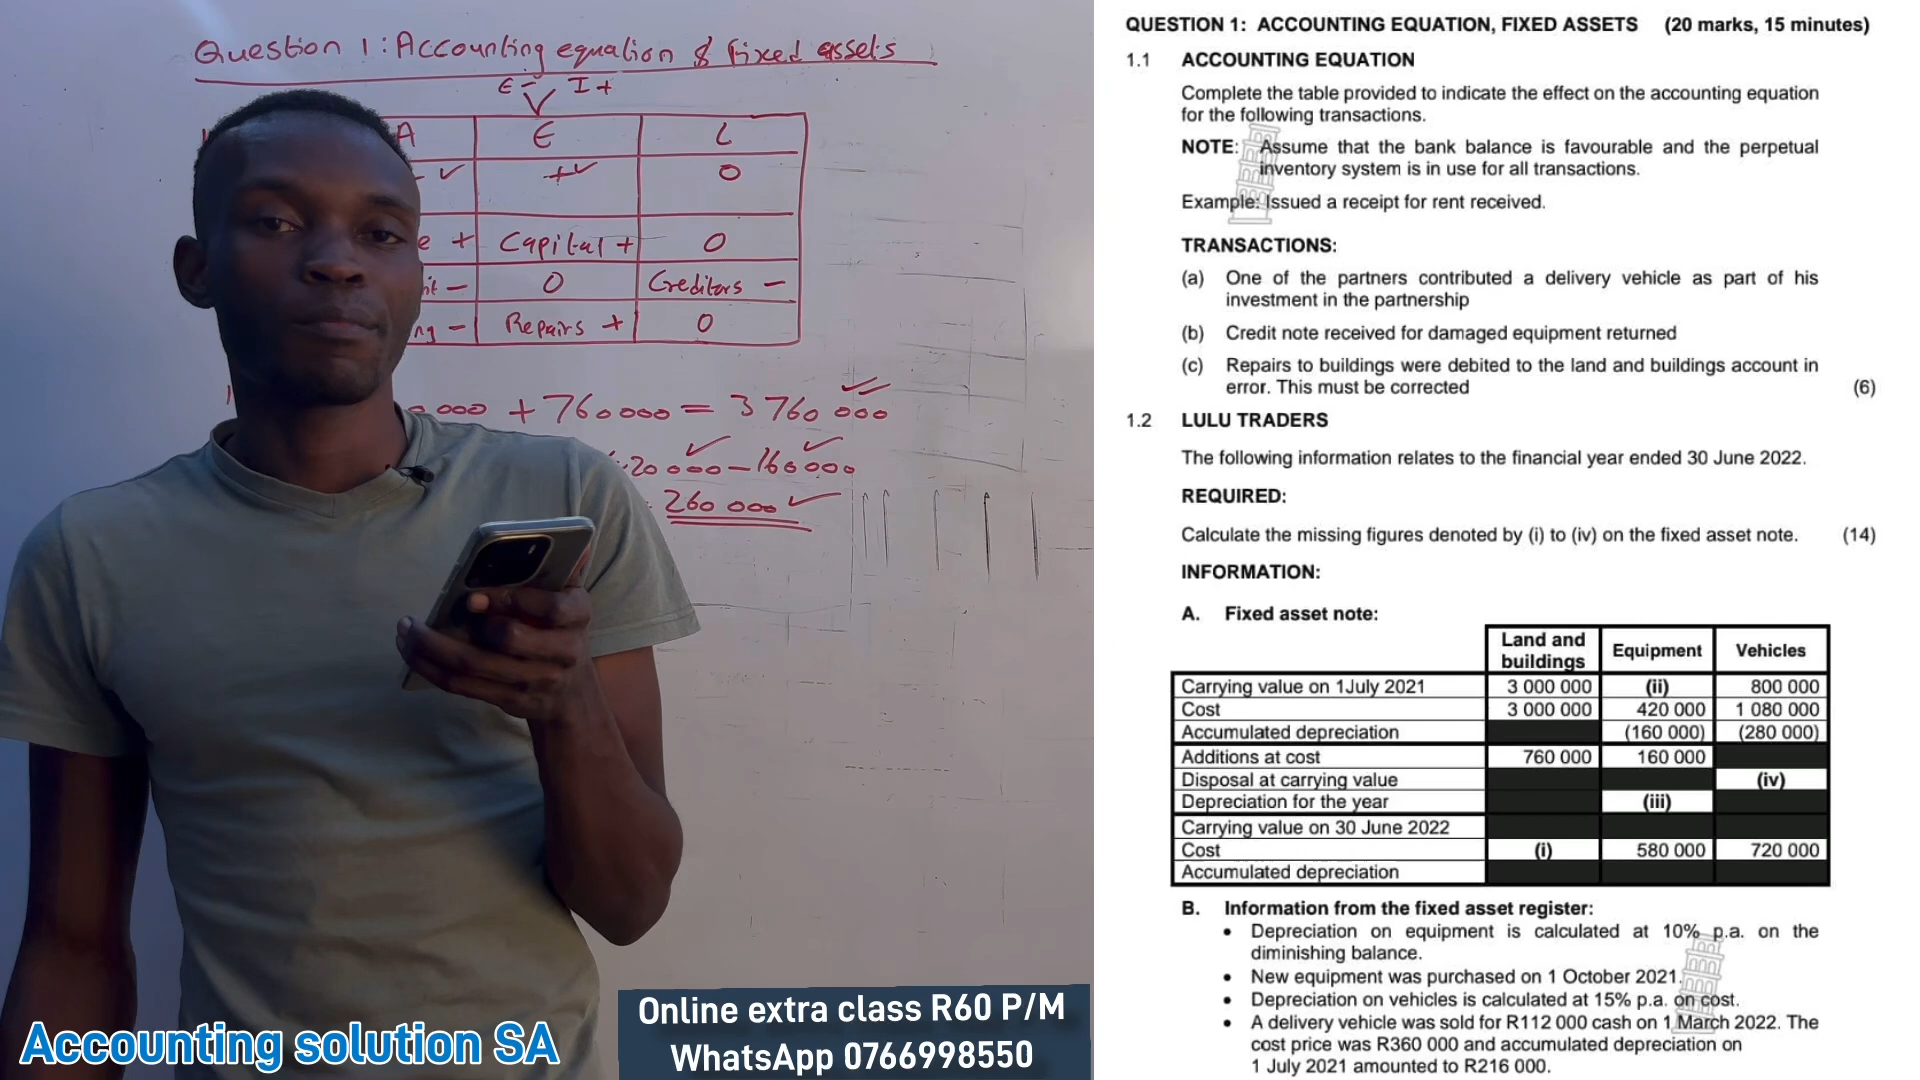 Question 1: Accounting equation & fixed assets
E - I +
A E L
- ✓ +✓ 0
e + Capital + 0
it - 0 Creditors -
ng - Repairs + 0
0 000 + 760 000 = 3 760 000 ✓✓
20 000 ✓ - 160 000 ✓
260 000 ✓
Accounting solution SA
Online extra class R60 P/M
WhatsApp 0766998550
QUESTION 1: ACCOUNTING EQUATION, FIXED ASSETS (20 marks, 15 minutes)
1.1 ACCOUNTING EQUATION
Complete the table provided to indicate the effect on the accounting equation
for the following transactions.
NOTE: Assume that the bank balance is favourable and the perpetual
inventory system is in use for all transactions.
Example: Issued a receipt for rent received.
TRANSACTIONS:
(a) One of the partners contributed a delivery vehicle as part of his
investment in the partnership
(b) Credit note received for damaged equipment returned
(c) Repairs to buildings were debited to the land and buildings account in
error. This must be corrected (6)
1.2 LULU TRADERS
The following information relates to the financial year ended 30 June 2022.
REQUIRED:
Calculate the missing figures denoted by (i) to (iv) on the fixed asset note. (14)
INFORMATION:
A. Fixed asset note:
Land and
buildings Equipment Vehicles
Carrying value on 1July 2021 3 000 000 (ii) 800 000
Cost 3 000 000 420 000 1 080 000
Accumulated depreciation (160 000) (280 000)
Additions at cost 760 000 160 000
Disposal at carrying value (iv)
Depreciation for the year (iii)
Carrying value on 30 June 2022
Cost (i) 580 000 720 000
Accumulated depreciation
B. Information from the fixed asset register:
• Depreciation on equipment is calculated at 10% p.a. on the
diminishing balance.
• New equipment was purchased on 1 October 2021.
• Depreciation on vehicles is calculated at 15% p.a. on cost.
• A delivery vehicle was sold for R112 000 cash on 1 March 2022. The
cost price was R360 000 and accumulated depreciation on
1 July 2021 amounted to R216 000.